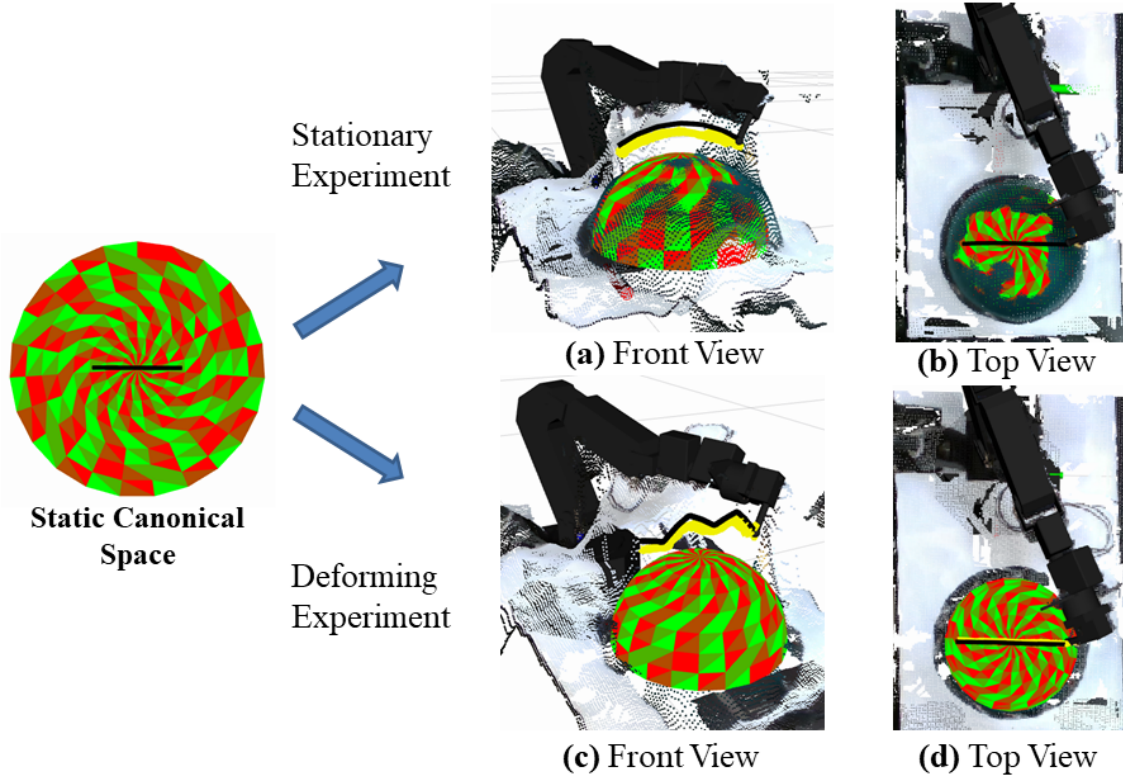 Stationary
Experiment
(a) Front View
(b) Top View
Static Canonical
Space
Deforming
Experiment
(c) Front View
(d) Top View